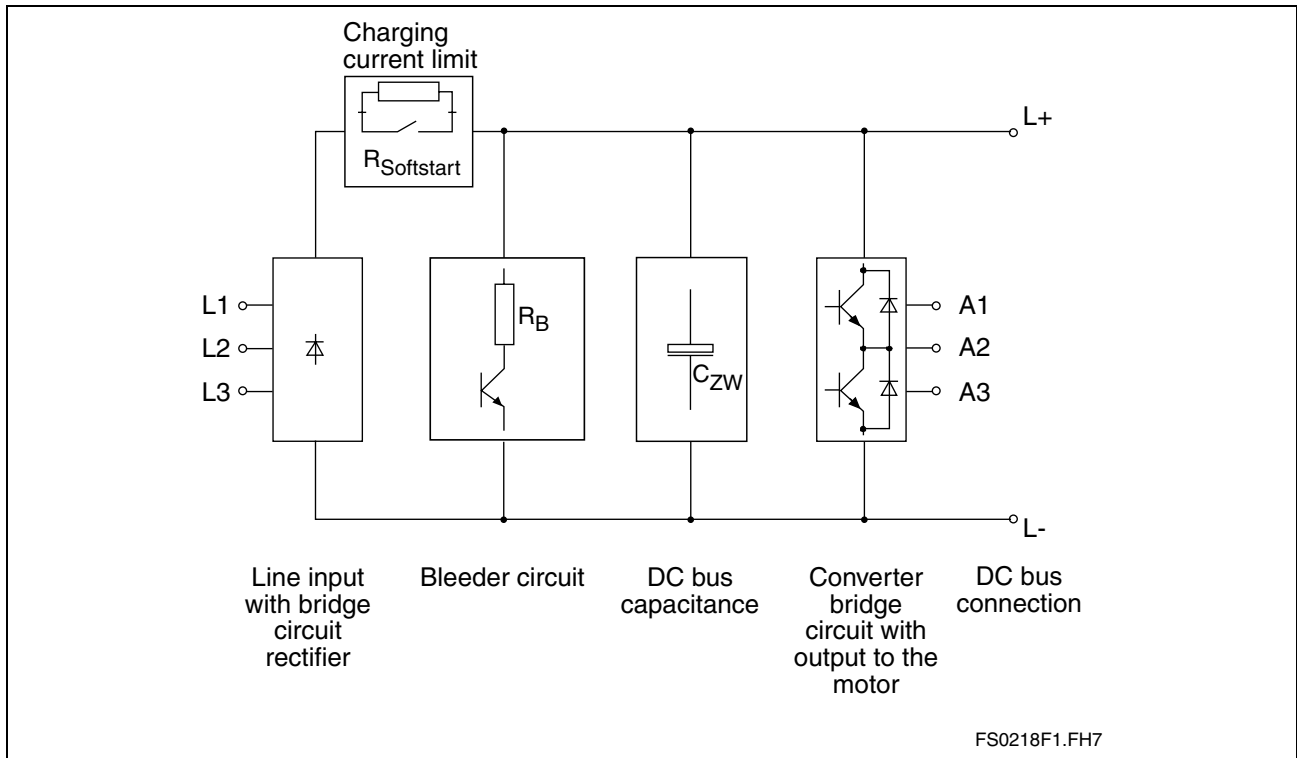 Charging
current limit
RSoftstart
L+
L1
L2
L3
RB
CZW
A1
A2
A3
L-
Line input
with bridge
circuit
rectifier
Bleeder circuit
DC bus
capacitance
Converter
bridge
circuit with
output to the
motor
DC bus
connection
FS0218F1.FH7